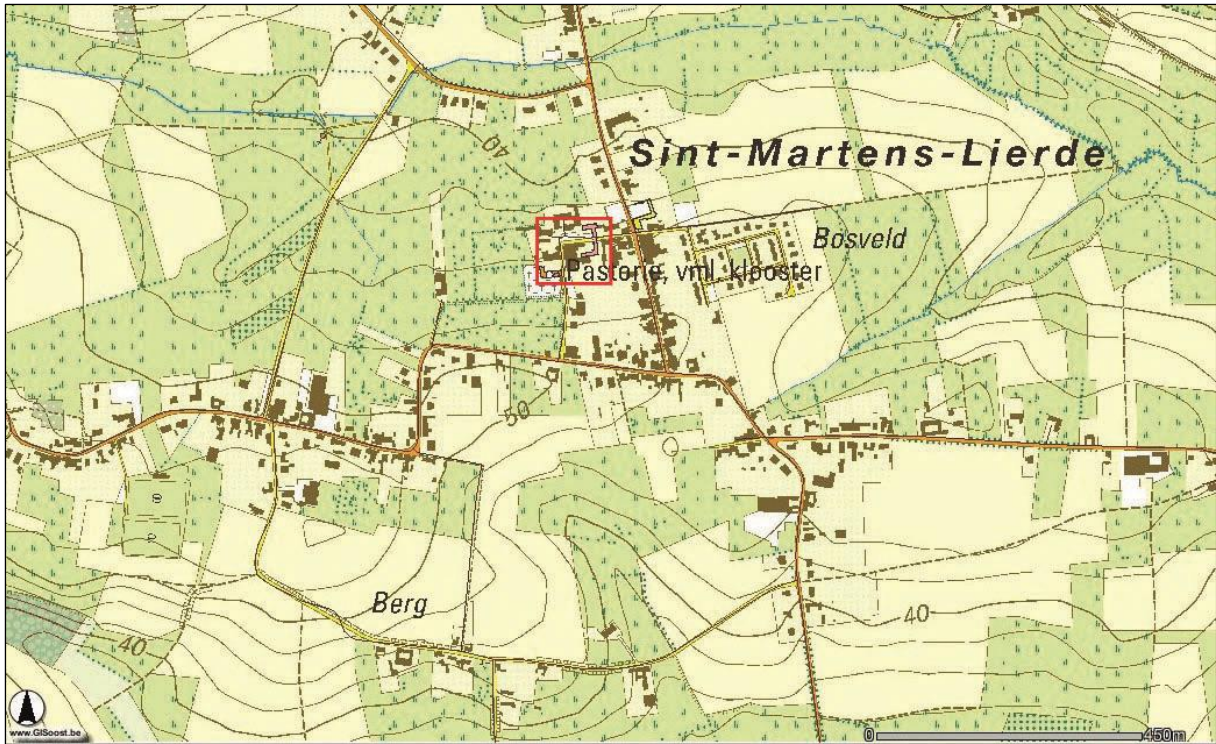 40
Sint-Martens-Lierde
Bosveld
Pastorie, vml. klooster
50
Berg
40
40
www.GISoost.be
0 450m